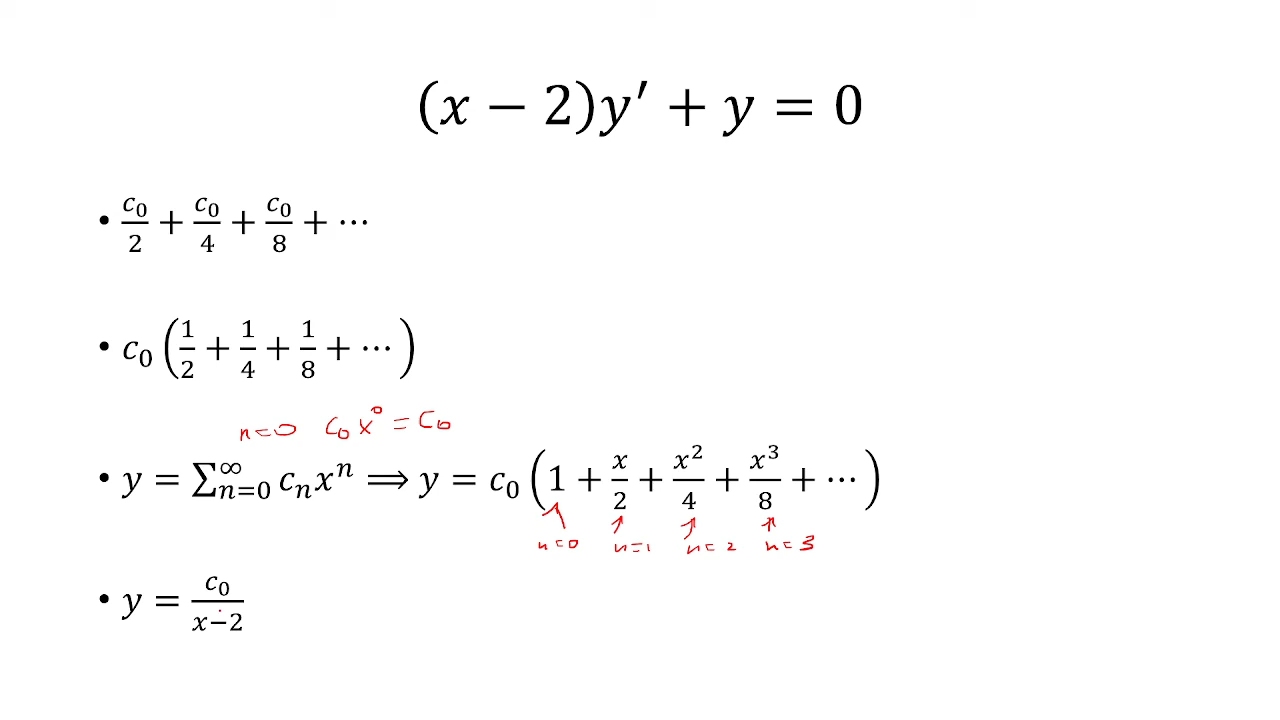 (x − 2)y′ + y = 0
• c₀/2 + c₀/4 + c₀/8 + ⋯
• c₀(1/2 + 1/4 + 1/8 + ⋯)
n=0 c₀x⁰ = c₀
• y = ∑ₙ₌₀^∞ cₙxⁿ ⟹ y = c₀(1 + x/2 + x²/4 + x³/8 + ⋯)
n=0 n=1 n=2 n=3
• y = c₀/(x−2)